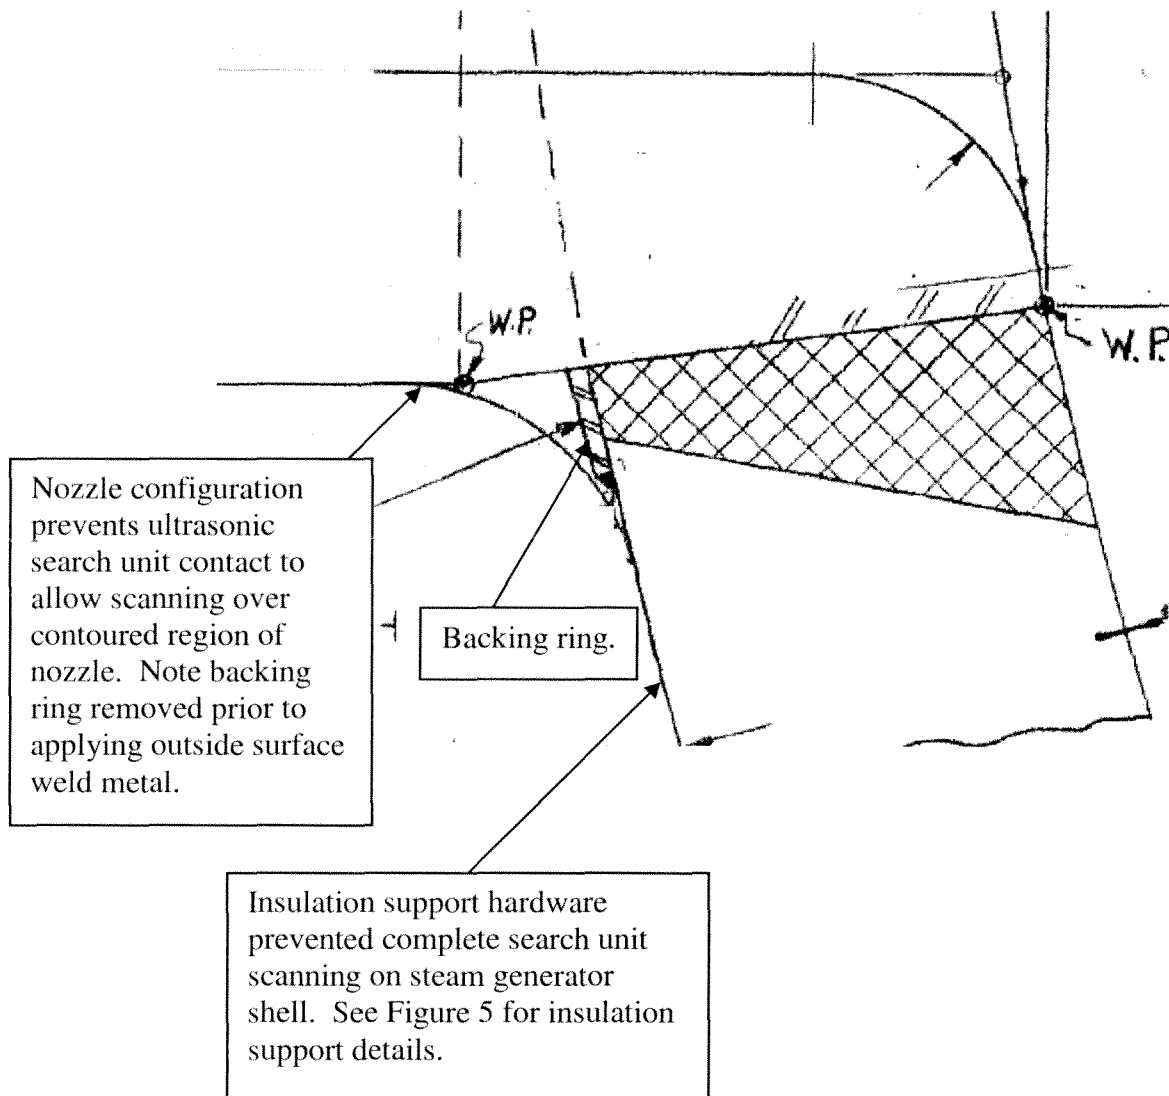 W.P.
W.P.
Nozzle configuration
prevents ultrasonic
search unit contact to
allow scanning over
contoured region of
nozzle.  Note backing
ring removed prior to
applying outside surface
weld metal.
Backing ring.
Insulation support hardware
prevented complete search unit
scanning on steam generator
shell.  See Figure 5 for insulation
support details.